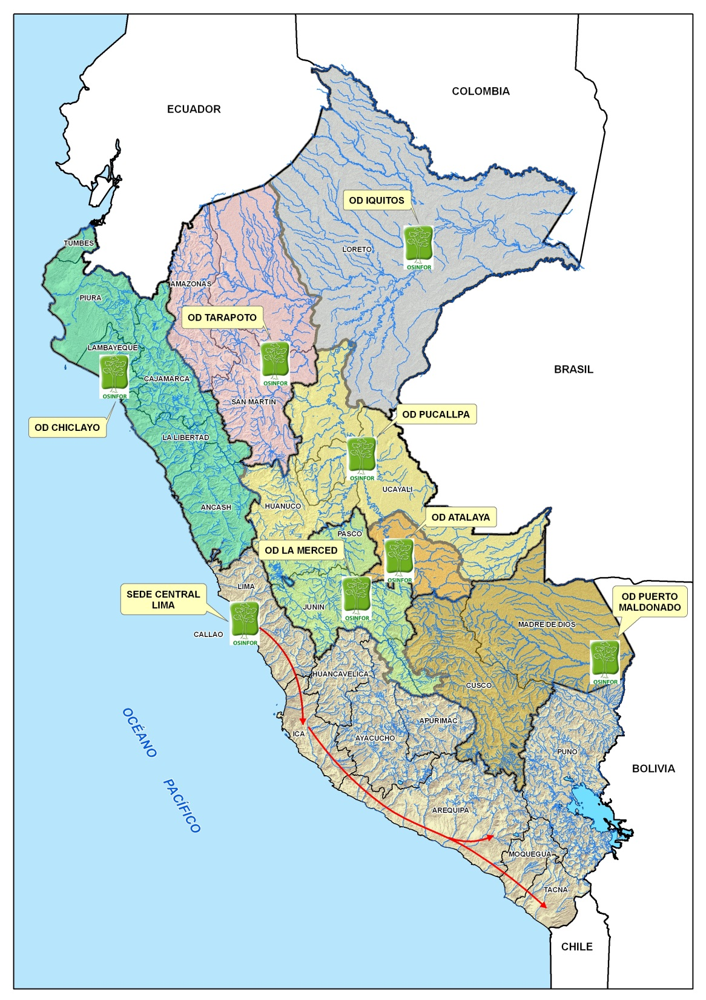 COLOMBIA
ECUADOR
OD IQUITOS
LORETO
OSINFOR
TUMBES
AMAZONAS
PIURA
OD TARAPOTO
LAMBAYEQUE
OSINFOR
CAJAMARCA
OSINFOR
BRASIL
SAN MARTIN
OD CHICLAYO
OD PUCALLPA
LA LIBERTAD
OSINFOR
UCAYALI
ANCASH
HUANUCO
OD ATALAYA
PASCO
OD LA MERCED
OSINFOR
LIMA
SEDE CENTRAL
LIMA
JUNIN
OSINFOR
OD PUERTO
MALDONADO
MADRE DE DIOS
CALLAO
OSINFOR
OSINFOR
HUANCAVELICA
CUSCO
APURIMAC
ICA
AYACUCHO
OCÉANO
PACÍFICO
PUNO
BOLIVIA
AREQUIPA
MOQUEGUA
TACNA
CHILE